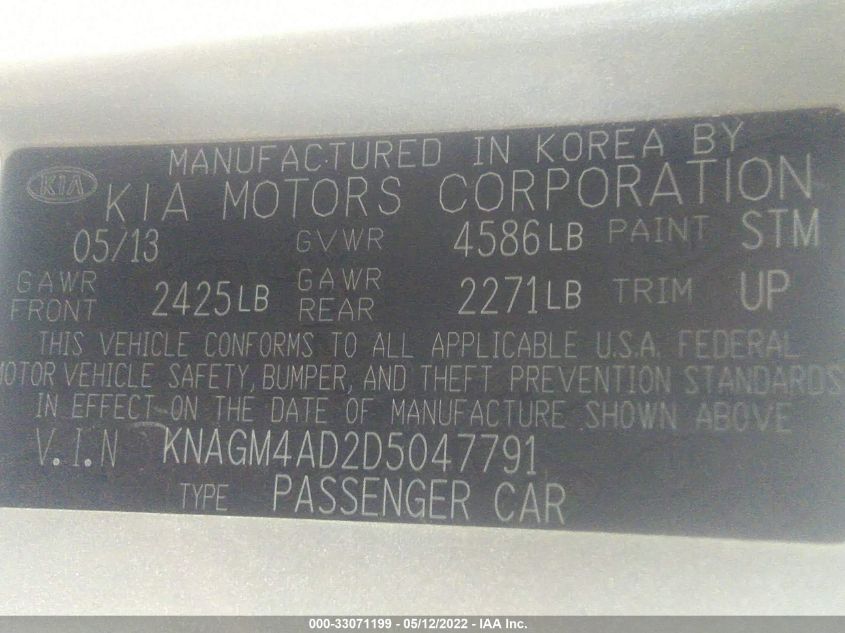 MANUFACTURED IN KOREA BY
KIA KIA MOTORS CORPORATION
05/13 GVWR 4586LB PAINT STM
GAWR FRONT 2425LB GAWR REAR 2271LB TRIM UP
THIS VEHICLE CONFORMS TO ALL APPLICABLE U.S.A. FEDERAL
MOTOR VEHICLE SAFETY, BUMPER, AND THEFT PREVENTION STANDARDS
IN EFFECT ON THE DATE OF MANUFACTURE SHOWN ABOVE
V.I.N KNAGM4AD2D5047791
TYPE PASSENGER CAR
000-33071199 - 05/12/2022 - IAA Inc.